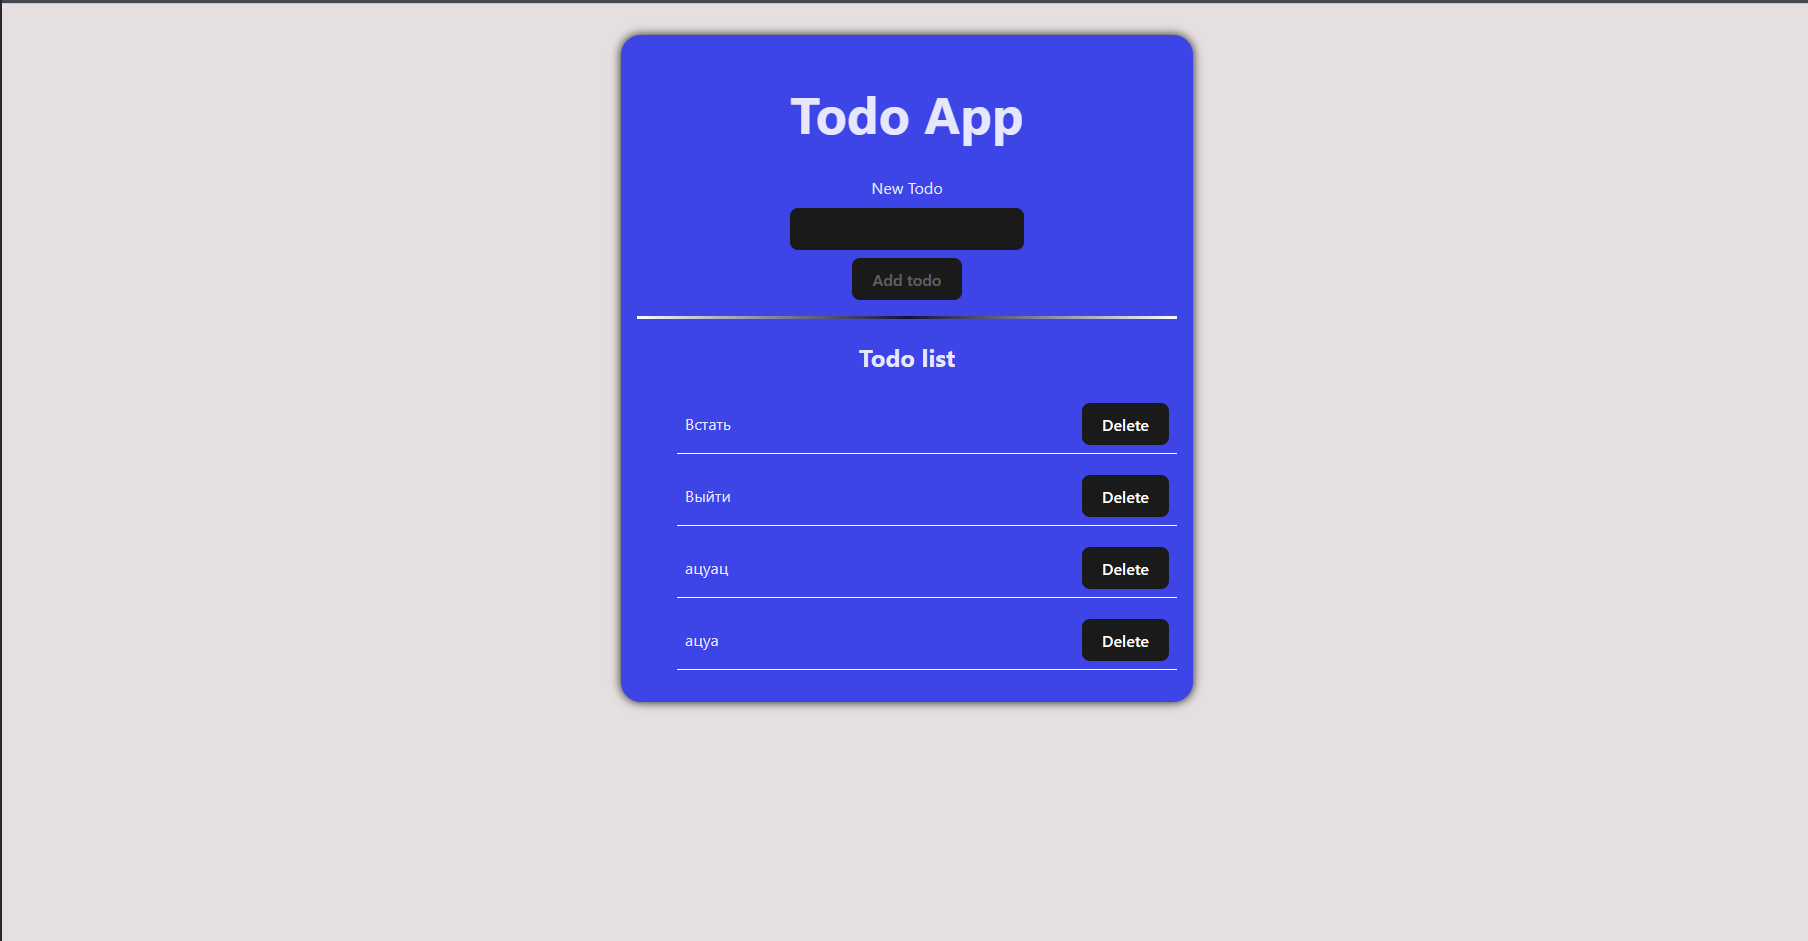 Todo App
New Todo
Add todo
Todo list
Встать Delete
Выйти Delete
ацуац Delete
ацуа Delete